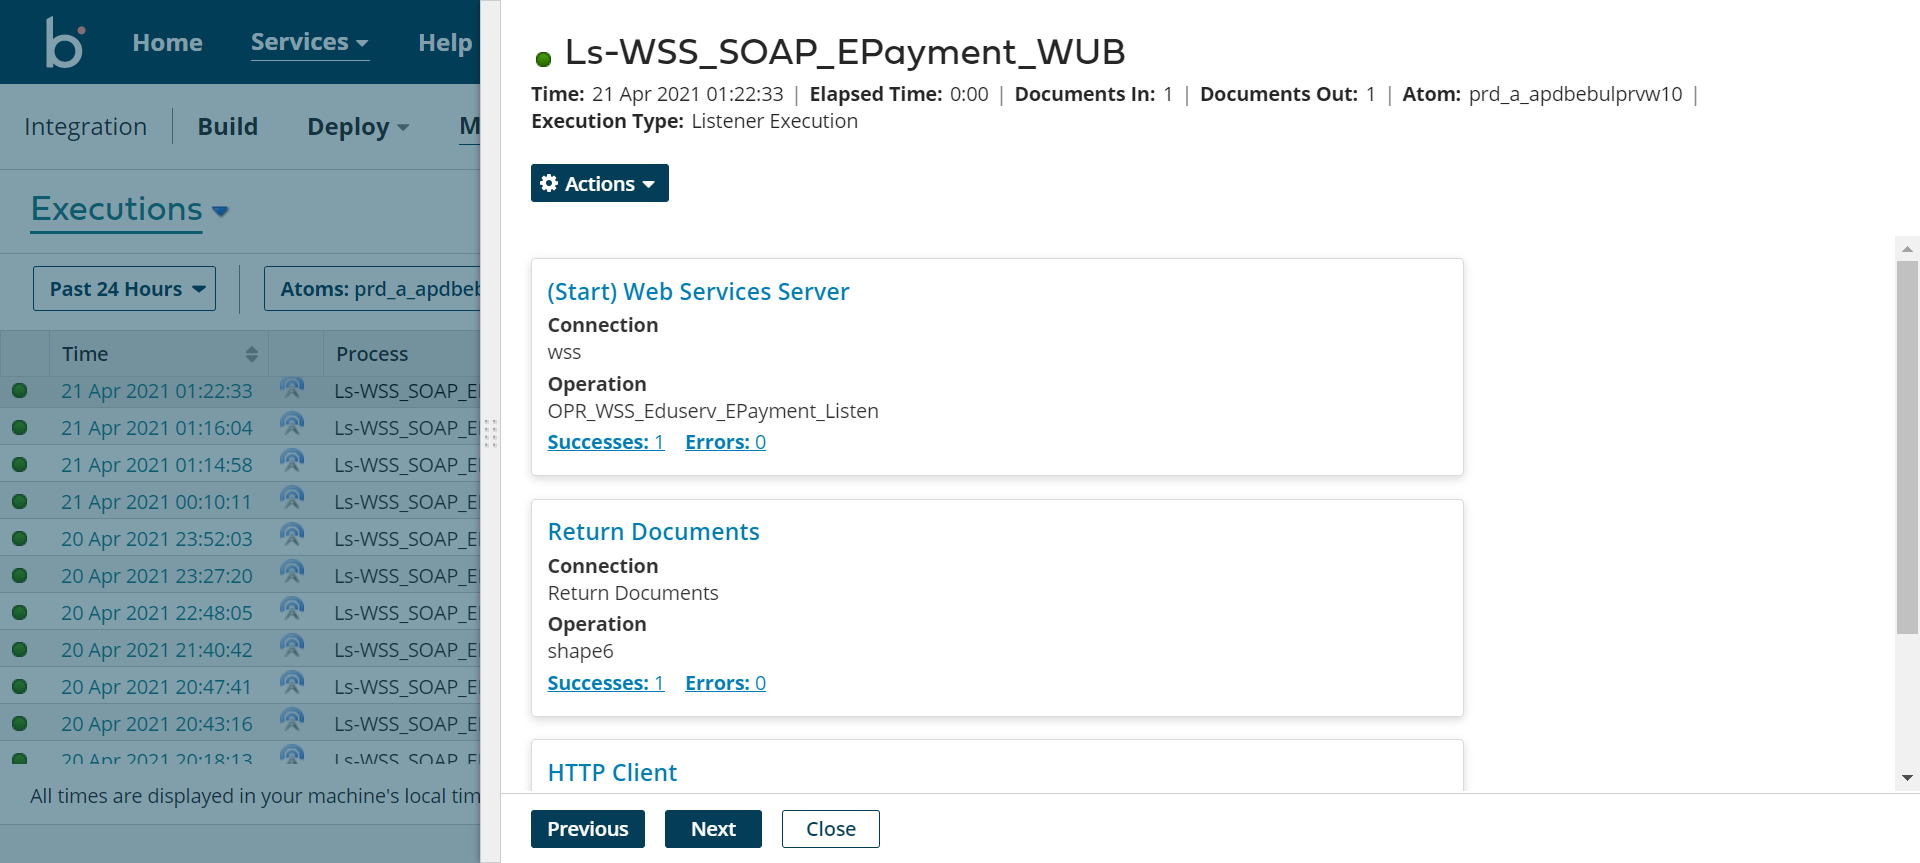 b Home Services Help
Integration Build Deploy M
Executions
Past 24 Hours Atoms: prd_a_apdbeb
Time Process
21 Apr 2021 01:22:33 Ls-WSS_SOAP_E
21 Apr 2021 01:16:04 Ls-WSS_SOAP_E
21 Apr 2021 01:14:58 Ls-WSS_SOAP_E
21 Apr 2021 00:10:11 Ls-WSS_SOAP_E
20 Apr 2021 23:52:03 Ls-WSS_SOAP_E
20 Apr 2021 23:27:20 Ls-WSS_SOAP_E
20 Apr 2021 22:48:05 Ls-WSS_SOAP_E
20 Apr 2021 21:40:42 Ls-WSS_SOAP_E
20 Apr 2021 20:47:41 Ls-WSS_SOAP_E
20 Apr 2021 20:43:16 Ls-WSS_SOAP_E
20 Apr 2021 20:18:13 Ls-WSS_SOAP_E
All times are displayed in your machine's local tim
Ls-WSS_SOAP_EPayment_WUB
Time: 21 Apr 2021 01:22:33 | Elapsed Time: 0:00 | Documents In: 1 | Documents Out: 1 | Atom: prd_a_apdbebulprvw10 |
Execution Type: Listener Execution
Actions
(Start) Web Services Server
Connection
wss
Operation
OPR_WSS_Eduserv_EPayment_Listen
Successes: 1 Errors: 0
Return Documents
Connection
Return Documents
Operation
shape6
Successes: 1 Errors: 0
HTTP Client
Previous Next Close